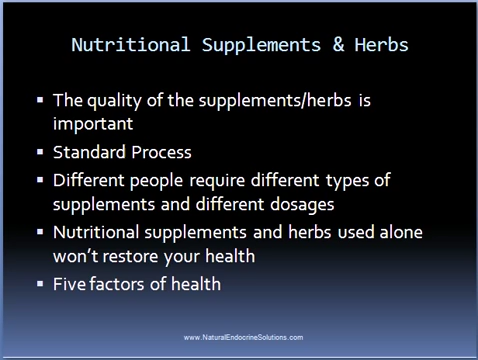 Nutritional Supplements & Herbs
The quality of the supplements/herbs is
important
Standard Process
Different people require different types of
supplements and different dosages
Nutritional supplements and herbs used alone
won't restore your health
Five factors of health
www.NaturalEndocrineSolutions.com